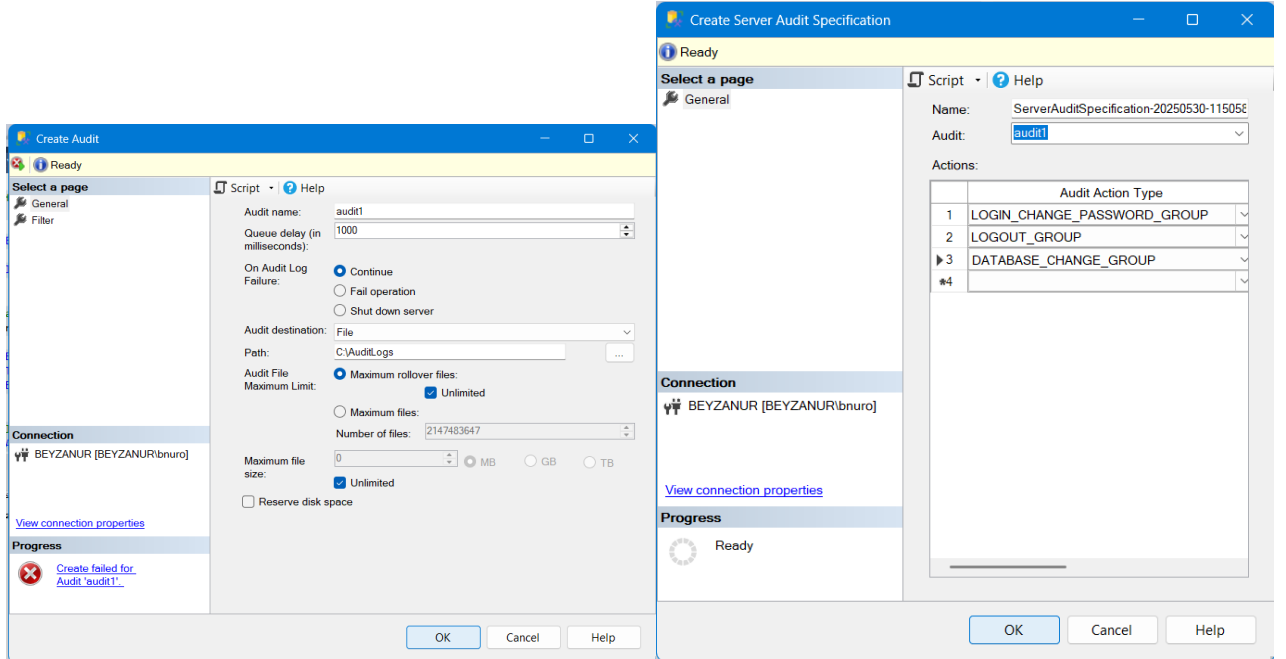 Create Audit
Ready
Select a page
General
Filter
Connection
BEYZANUR [BEYZANUR\bnuro]
View connection properties
Progress
Create failed for
Audit 'audit1'.
Script
Help
Audit name:
audit1
Queue delay (in
milliseconds):
1000
On Audit Log
Failure:
Continue
Fail operation
Shut down server
Audit destination:
File
Path:
C:\AuditLogs
...
Audit File
Maximum Limit:
Maximum rollover files:
Unlimited
Maximum files:
Number of files:
2147483647
Maximum file
size:
0
MB
GB
TB
Unlimited
Reserve disk space
OK
Cancel
Help
Create Server Audit Specification
Ready
Select a page
General
Connection
BEYZANUR [BEYZANUR\bnuro]
View connection properties
Progress
Ready
Script
Help
Name:
ServerAuditSpecification-20250530-115058
Audit:
audit1
Actions:
Audit Action Type
1 LOGIN_CHANGE_PASSWORD_GROUP
2 LOGOUT_GROUP
3 DATABASE_CHANGE_GROUP
*4
OK
Cancel
Help